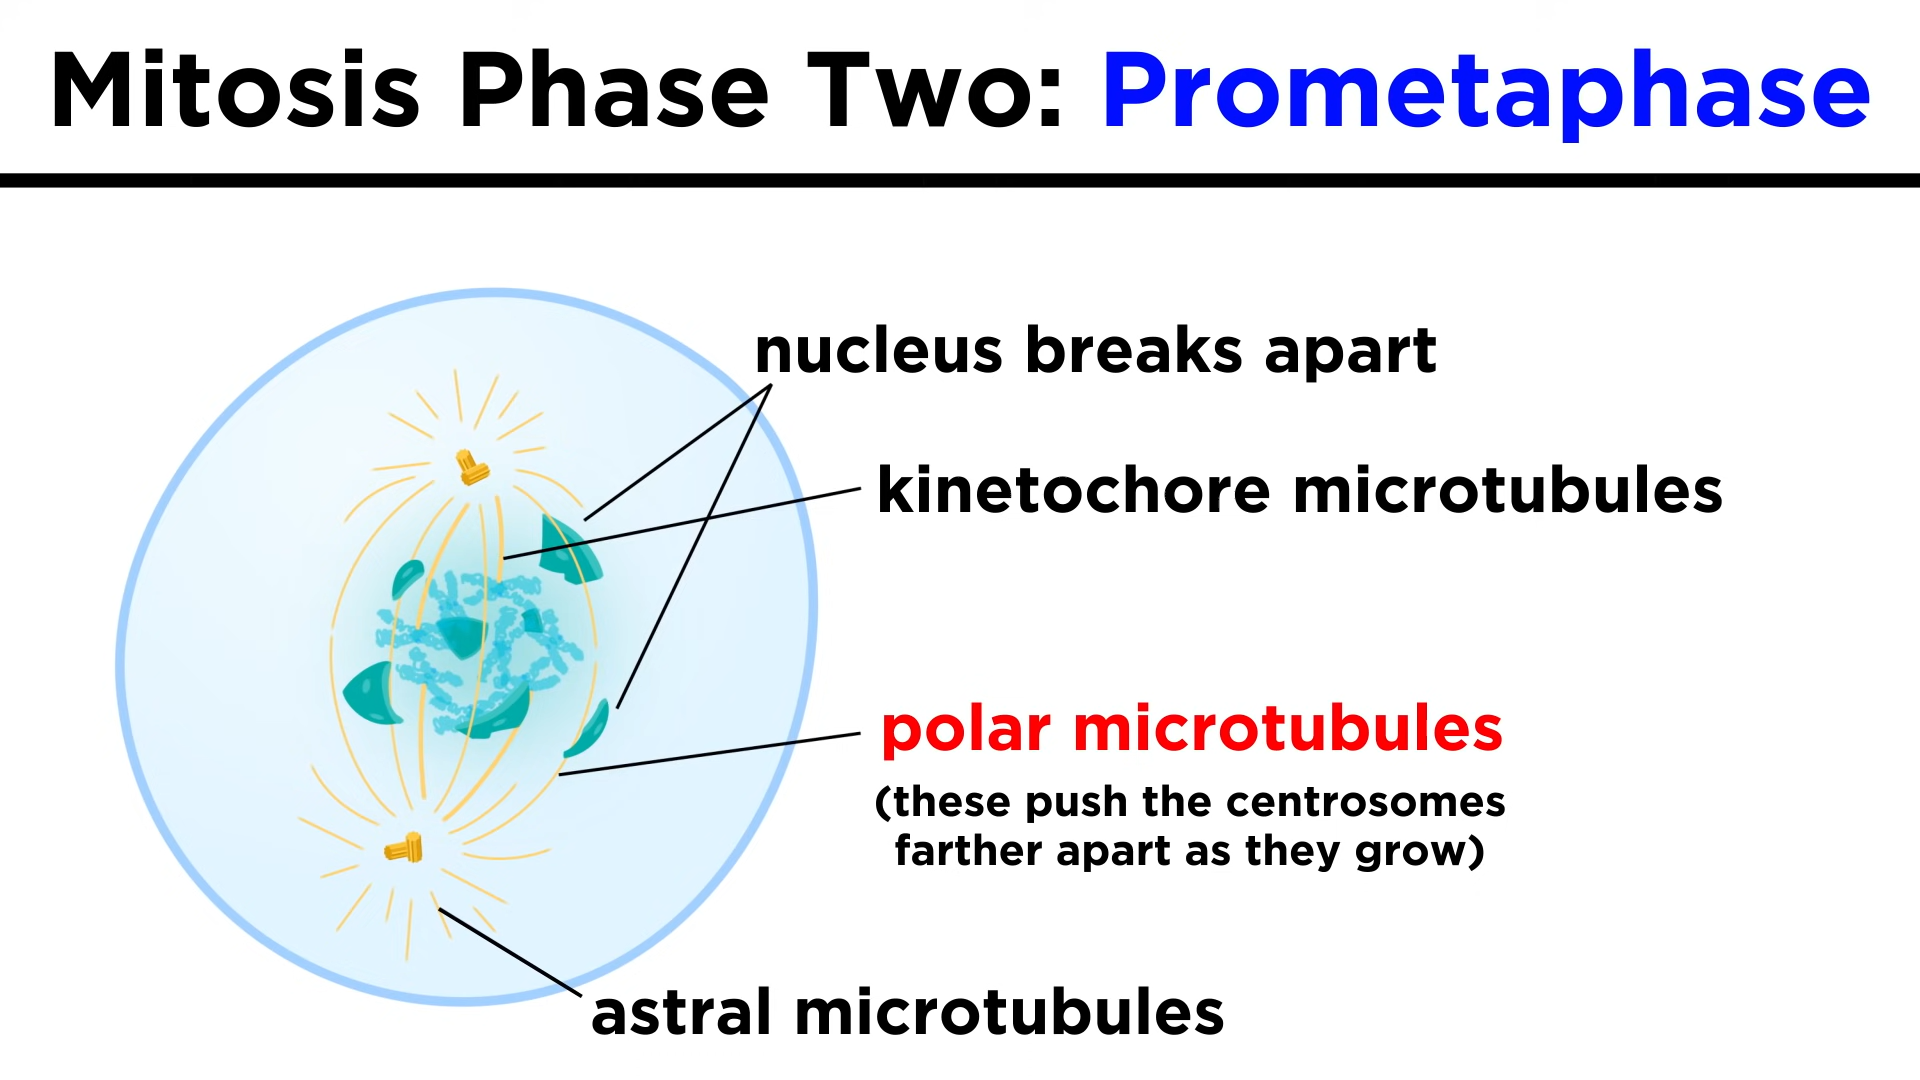 Mitosis Phase Two: Prometaphase
nucleus breaks apart
kinetochore microtubules
polar microtubules
(these push the centrosomes
farther apart as they grow)
astral microtubules